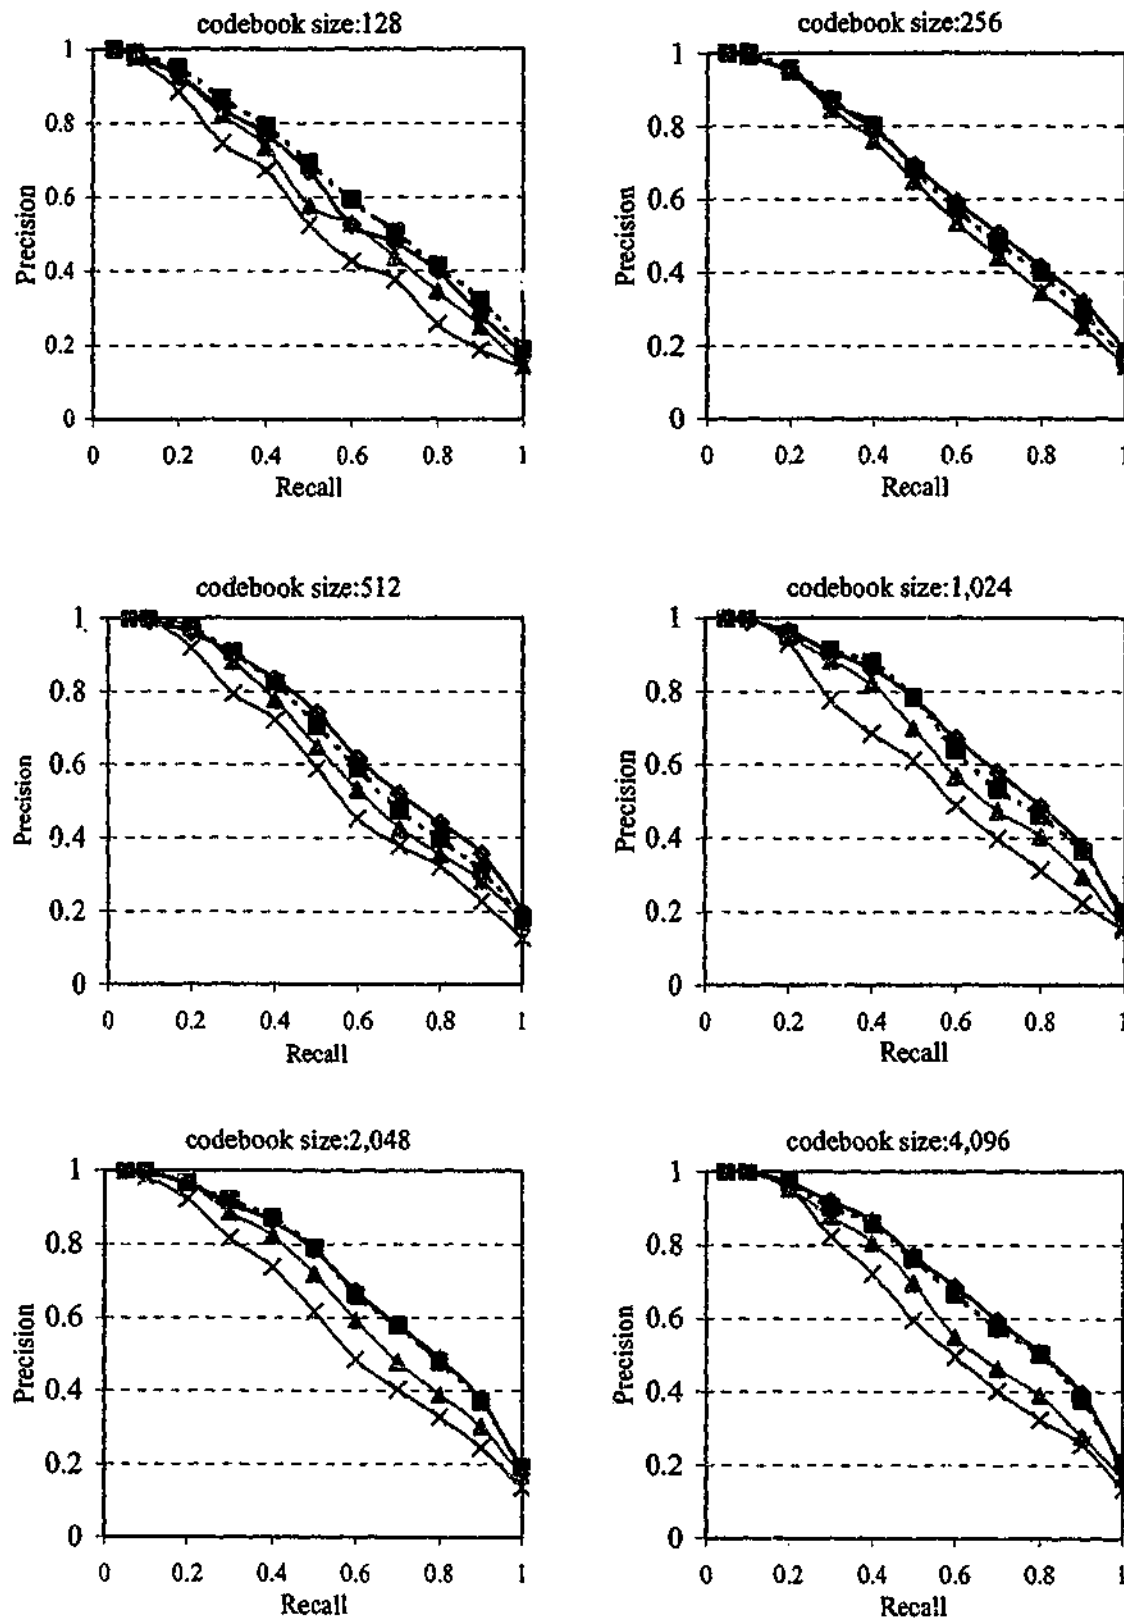 codebook size:128
1
0.8
0.6
0.4
0.2
0
Precision
0 0.2 0.4 0.6 0.8 1
Recall
codebook size:256
1
0.8
0.6
0.4
0.2
0
Precision
0 0.2 0.4 0.6 0.8 1
Recall
codebook size:512
1
0.8
0.6
0.4
0.2
0
Precision
0 0.2 0.4 0.6 0.8 1
Recall
codebook size:1,024
1
0.8
0.6
0.4
0.2
0
Precision
0 0.2 0.4 0.6 0.8 1
Recall
codebook size:2,048
1
0.8
0.6
0.4
0.2
0
Precision
0 0.2 0.4 0.6 0.8 1
Recall
codebook size:4,096
1
0.8
0.6
0.4
0.2
0
Precision
0 0.2 0.4 0.6 0.8 1
Recall